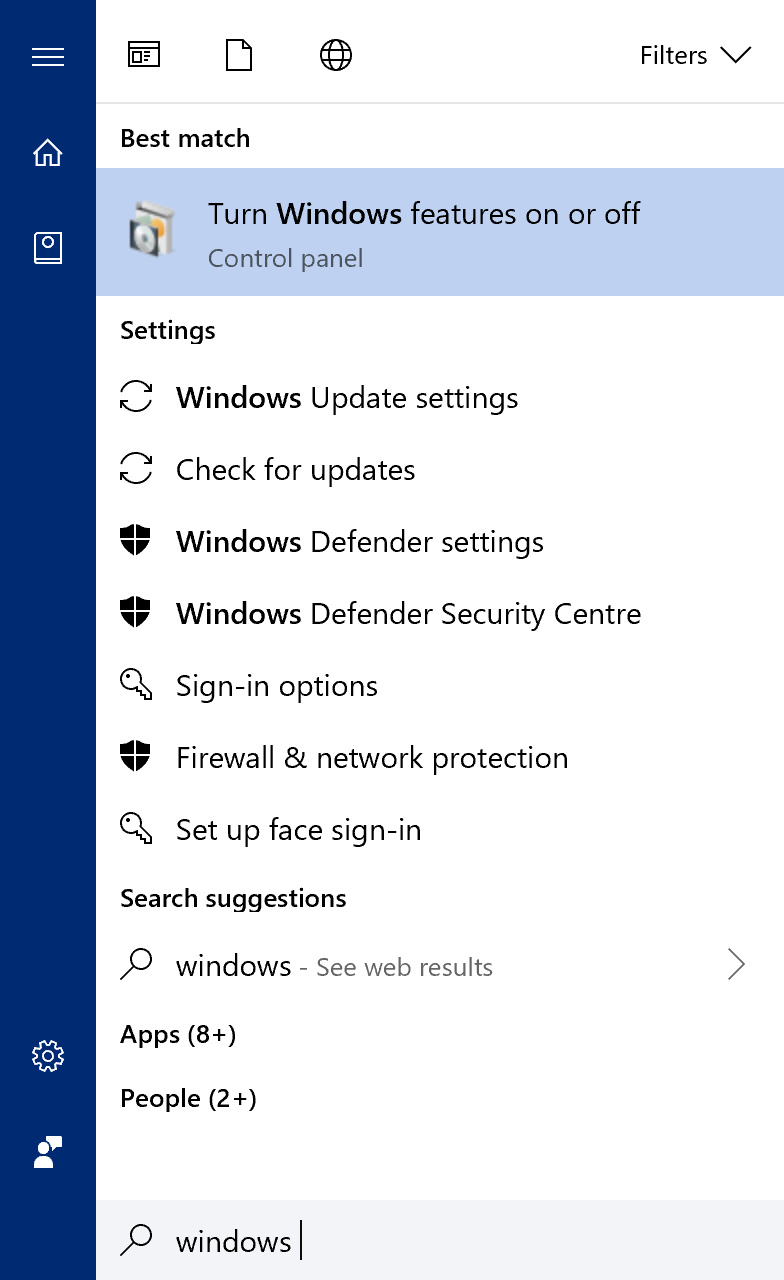 Filters
Best match
Turn Windows features on or off
Control panel
Settings
Windows Update settings
Check for updates
Windows Defender settings
Windows Defender Security Centre
Sign-in options
Firewall & network protection
Set up face sign-in
Search suggestions
windows - See web results
Apps (8+)
People (2+)
windows